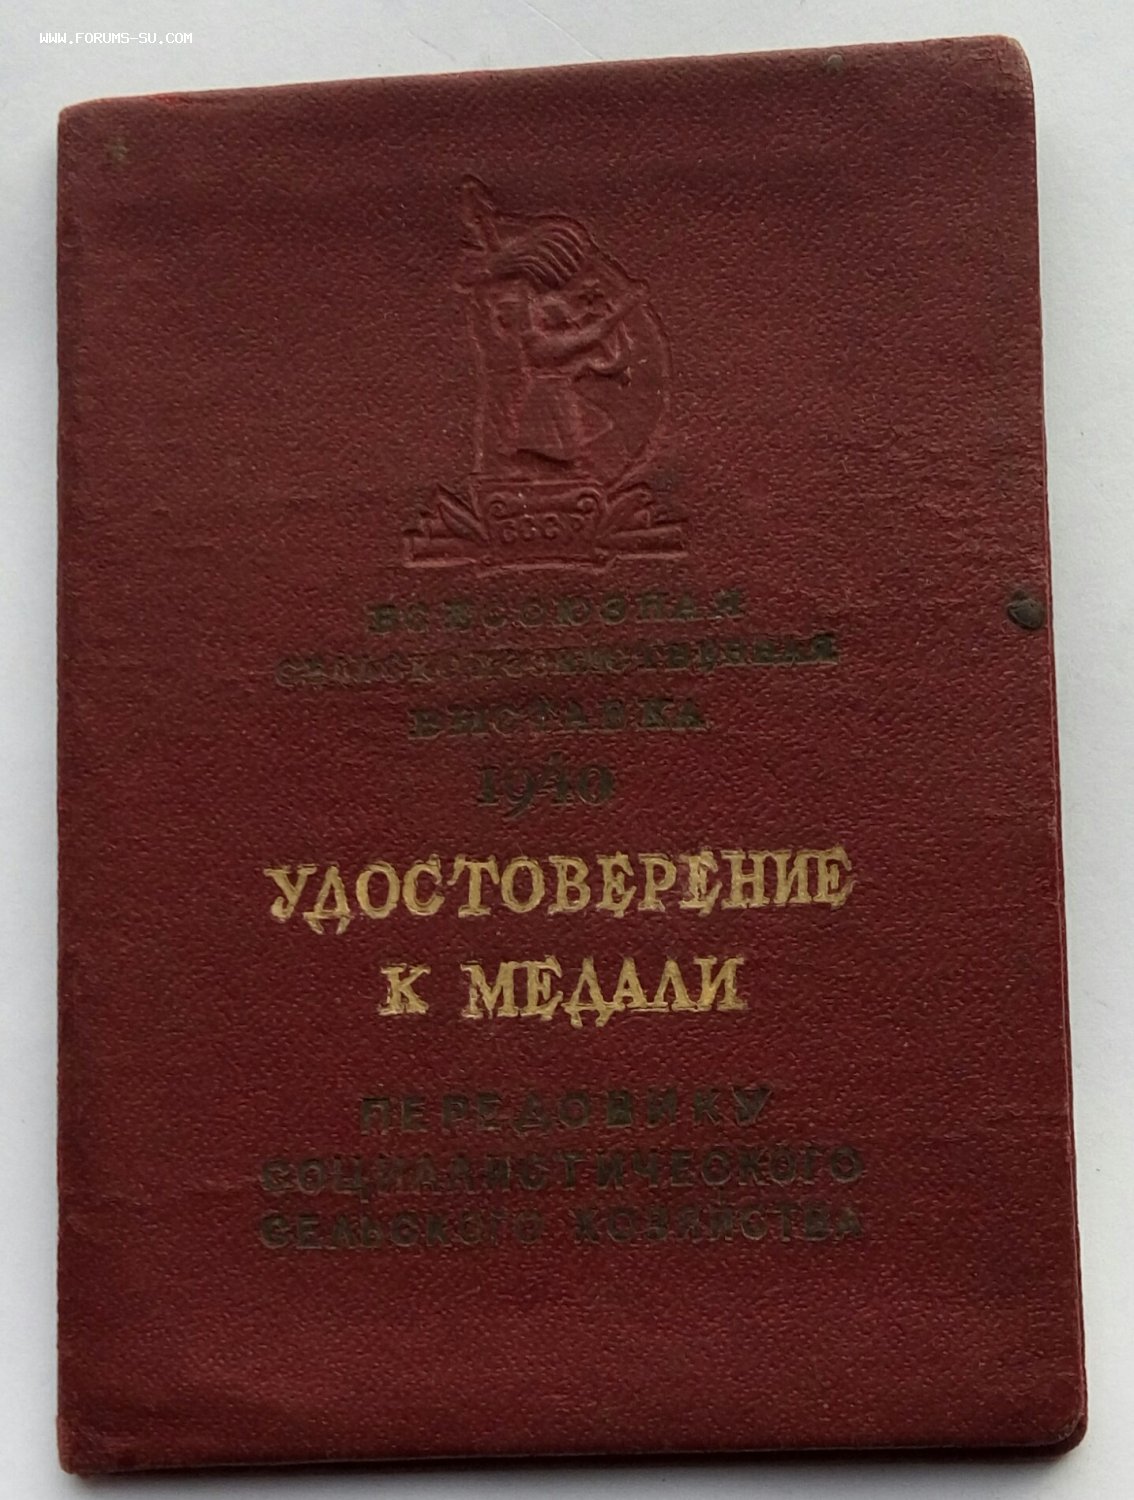 WWW.FORUMS-SU.COM
СССР
ВСЕСОЮЗНАЯ
СЕЛЬСКОХОЗЯЙСТВЕННАЯ
ВЫСТАВКА
1940
УДОСТОВЕРЕНИЕ
К МЕДАЛИ
ПЕРЕДОВИКУ
СОЦИАЛИСТИЧЕСКОГО
СЕЛЬСКОГО ХОЗЯЙСТВА